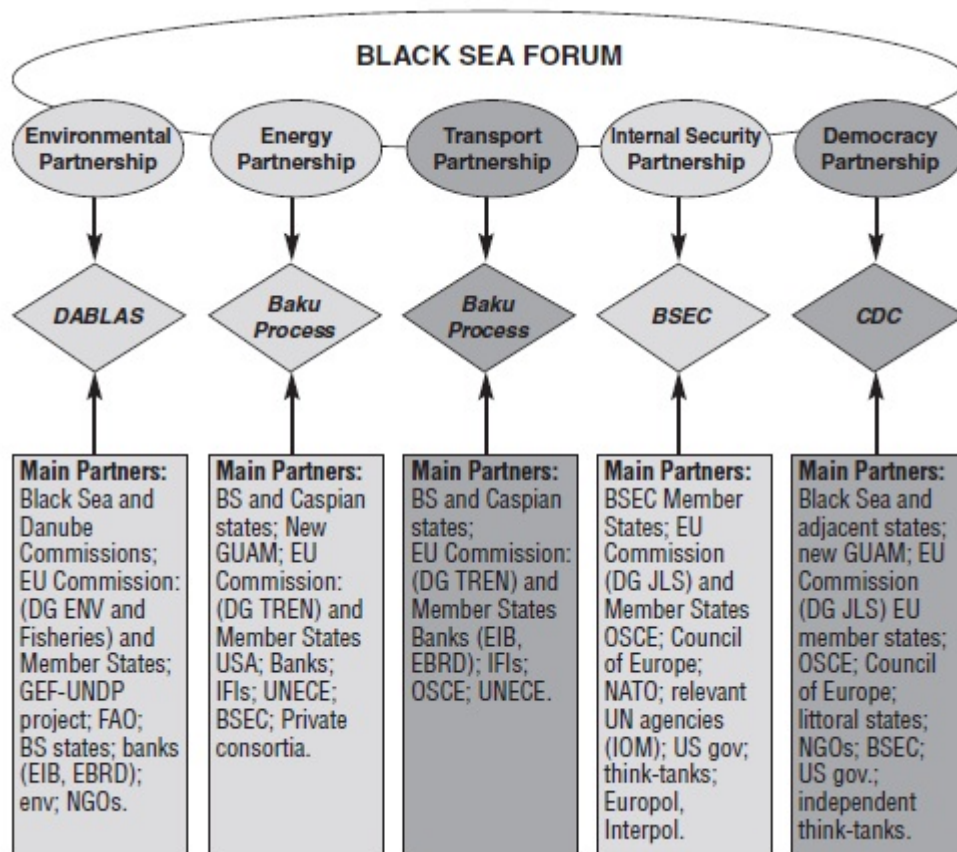 BLACK SEA FORUM
Environmental
Partnership
Energy
Partnership
Transport
Partnership
Internal Security
Partnership
Democracy
Partnership
DABLAS
Baku
Process
Baku
Process
BSEC
CDC
Main Partners:
Black Sea and
Danube
Commissions;
EU Commission:
(DG ENV and
Fisheries) and
Member States;
GEF-UNDP
project; FAO;
BS states; banks
(EIB, EBRD);
env; NGOs.
Main Partners:
BS and Caspian
states; New
GUAM; EU
Commission:
(DG TREN) and
Member States
USA; Banks;
IFIs; UNECE;
BSEC; Private
consortia.
Main Partners:
BS and Caspian
states;
EU Commission:
(DG TREN) and
Member States
Banks (EIB,
EBRD); IFIs;
OSCE; UNECE.
Main Partners:
BSEC Member
States; EU
Commission
(DG JLS) and
Member States
OSCE; Council
of Europe;
NATO; relevant
UN agencies
(IOM); US gov;
think-tanks;
Europol,
Interpol.
Main Partners:
Black Sea and
adjacent states;
new GUAM; EU
Commission
(DG JLS) EU
member states;
OSCE; Council
of Europe;
littoral states;
NGOs; BSEC;
US gov.;
independent
think-tanks.